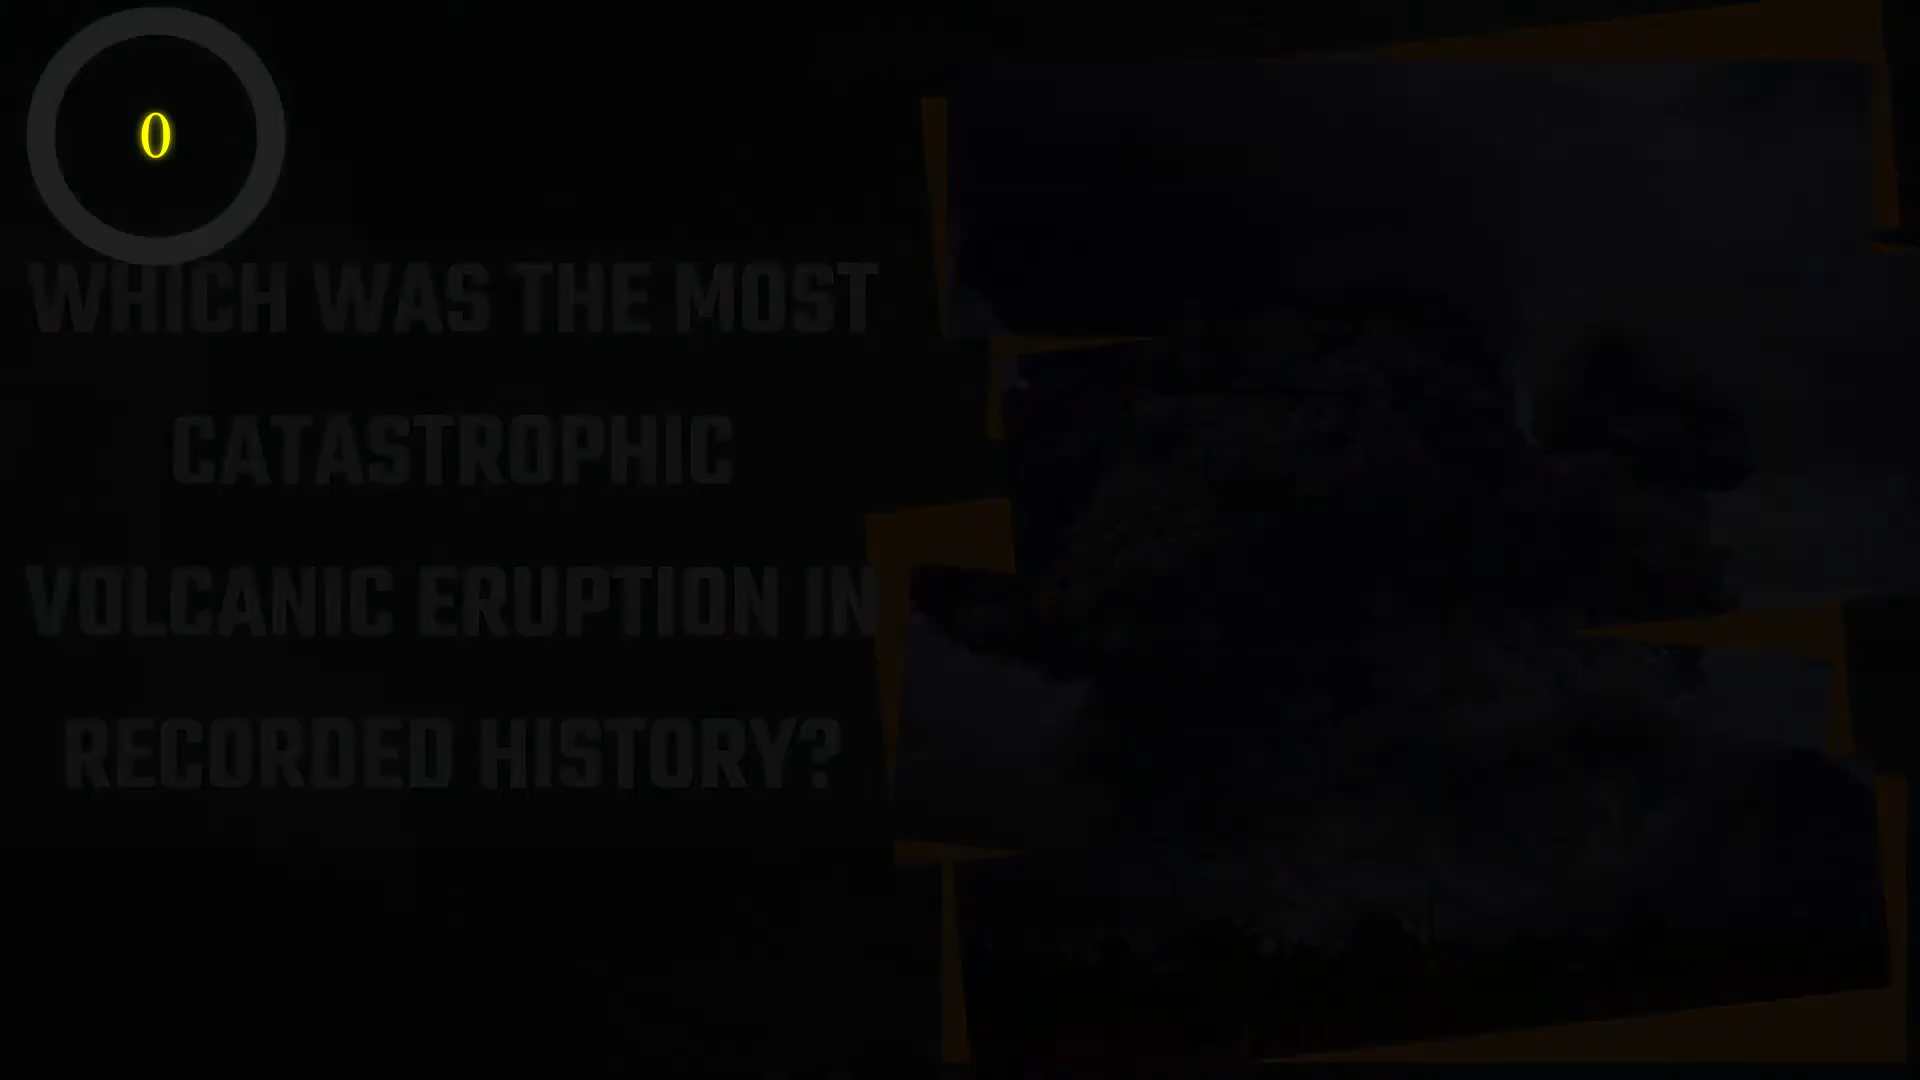 0
WHICH WAS THE MOST
CATASTROPHIC
VOLCANIC ERUPTION IN
RECORDED HISTORY?